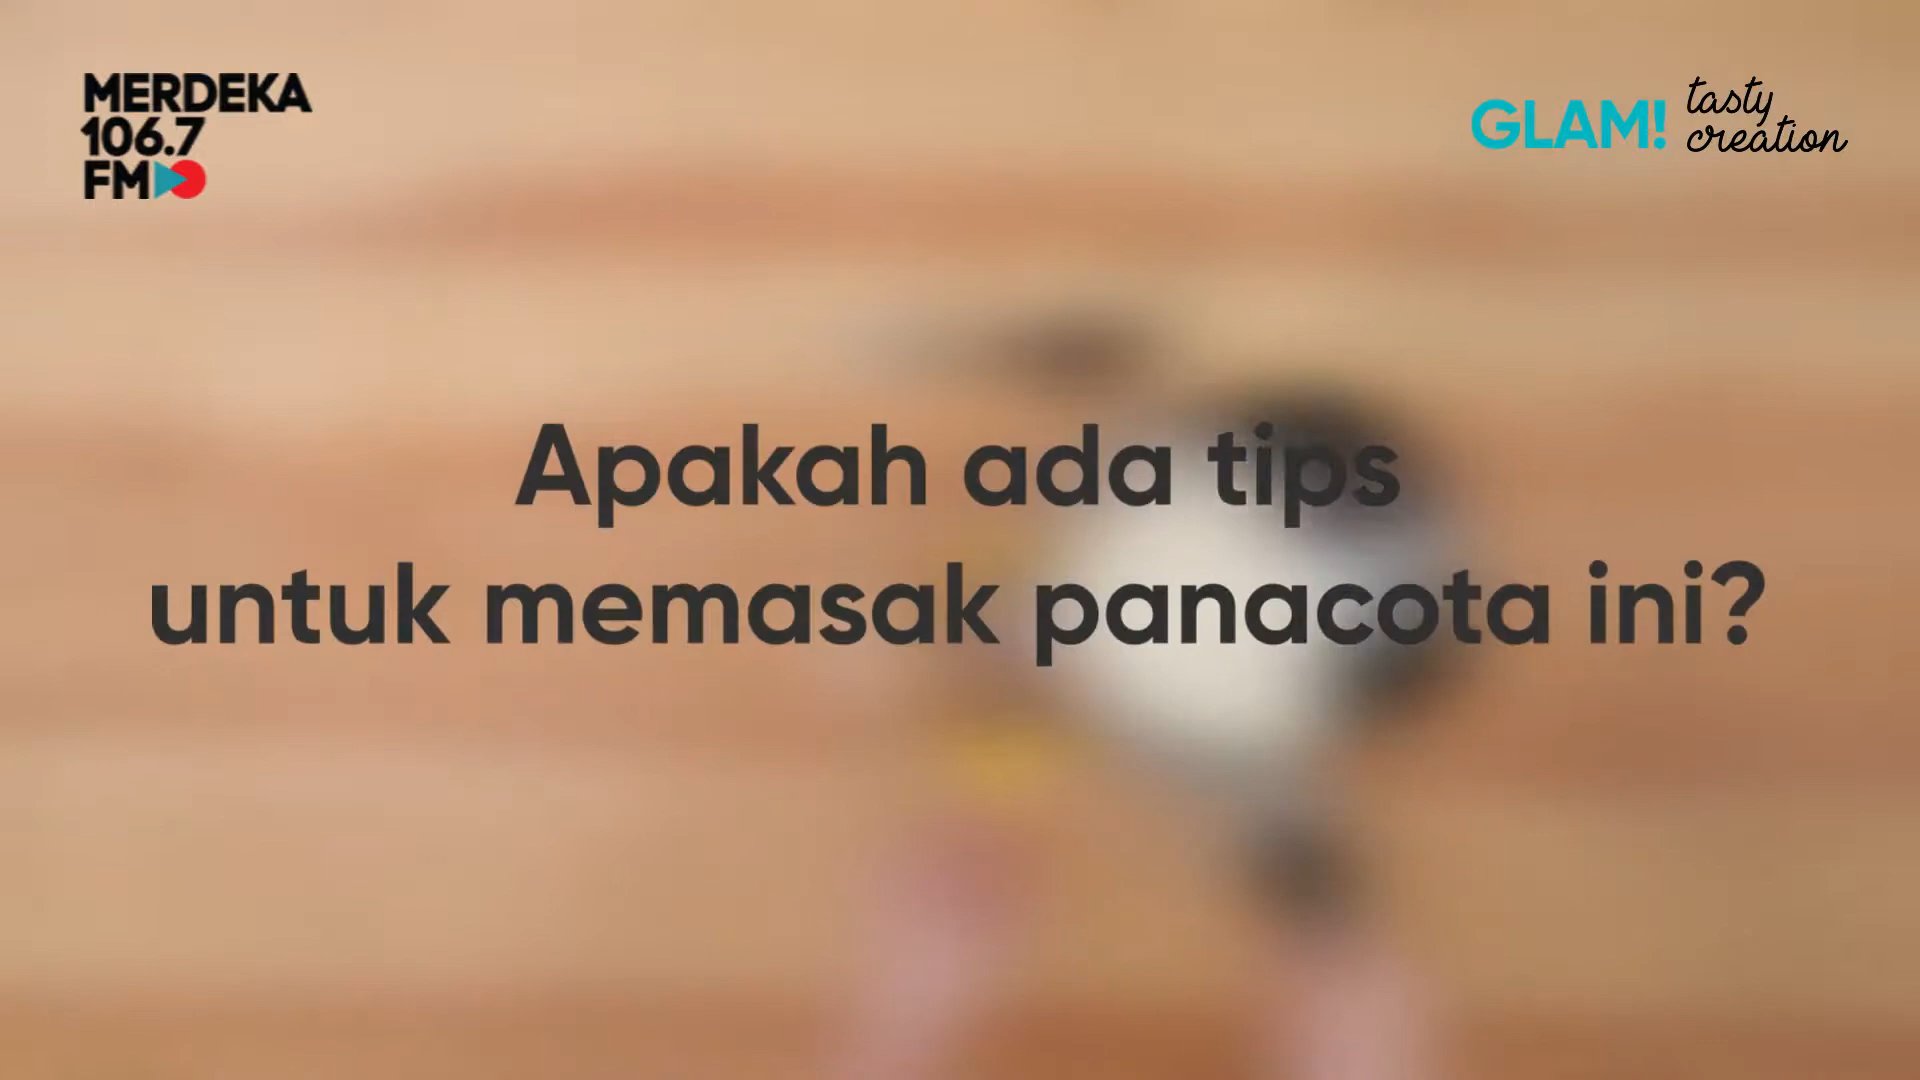 MERDEKA
106.7
FM
GLAM! tasty
creation
Apakah ada tips
untuk memasak panacota ini?